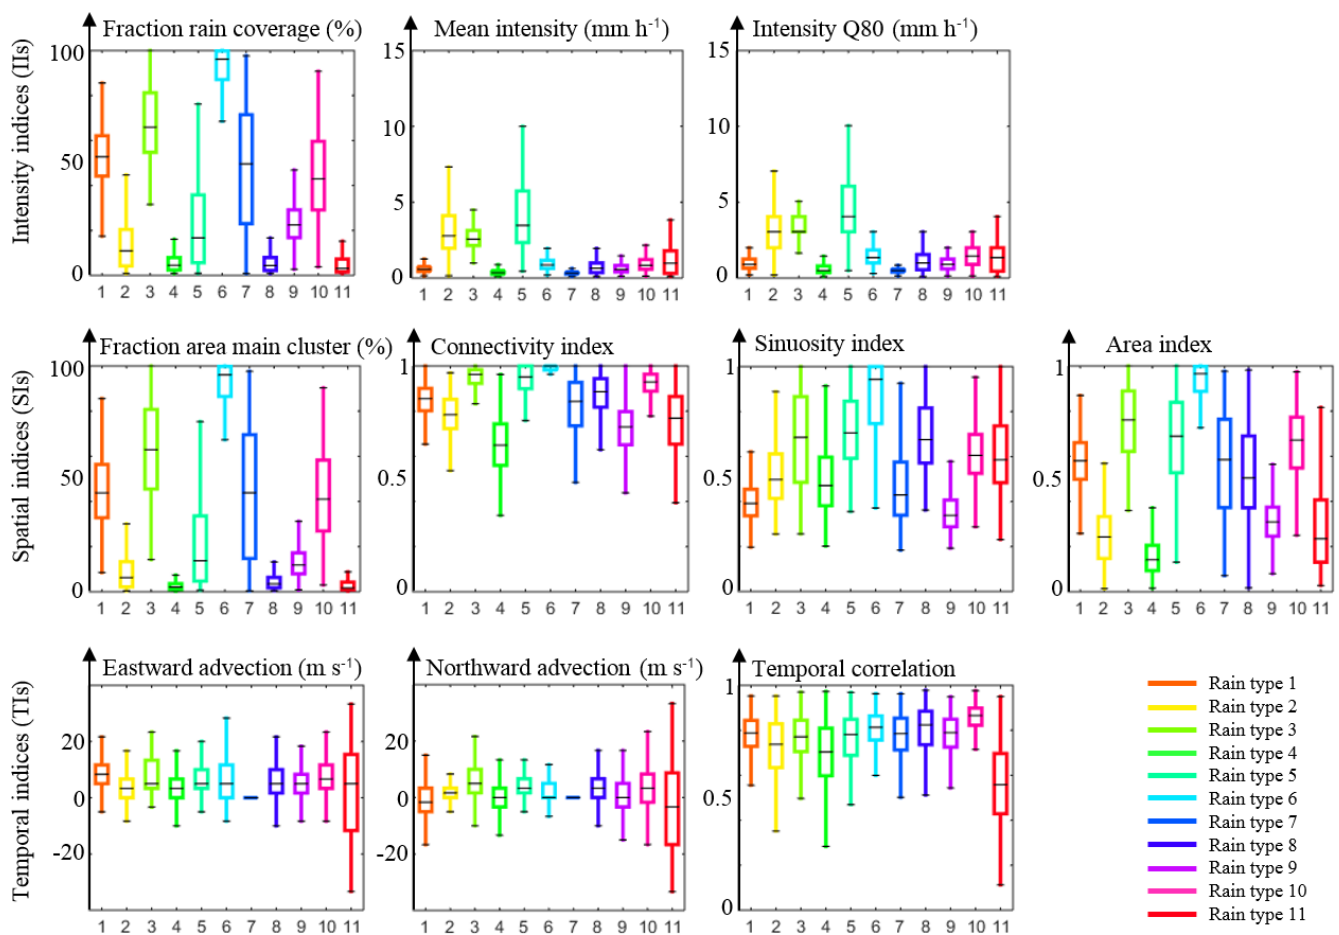 Fraction rain coverage (%)
Mean intensity (mm h⁻¹)
Intensity Q80 (mm h⁻¹)
Intensity indices (IIs)
100
50
0
1 2 3 4 5 6 7 8 9 10 11
15
10
5
0
1 2 3 4 5 6 7 8 9 10 11
15
10
5
0
1 2 3 4 5 6 7 8 9 10 11
Fraction area main cluster (%)
Connectivity index
Sinuosity index
Area index
Spatial indices (SIs)
100
50
0
1 2 3 4 5 6 7 8 9 10 11
1
0.5
0
1 2 3 4 5 6 7 8 9 10 11
1
0.5
0
1 2 3 4 5 6 7 8 9 10 11
1
0.5
0
1 2 3 4 5 6 7 8 9 10 11
Eastward advection (m s⁻¹)
Northward advection (m s⁻¹)
Temporal correlation
Temporal indices (TIs)
20
0
-20
1 2 3 4 5 6 7 8 9 10 11
20
0
-20
1 2 3 4 5 6 7 8 9 10 11
1
0.5
0
1 2 3 4 5 6 7 8 9 10 11
Rain type 1
Rain type 2
Rain type 3
Rain type 4
Rain type 5
Rain type 6
Rain type 7
Rain type 8
Rain type 9
Rain type 10
Rain type 11